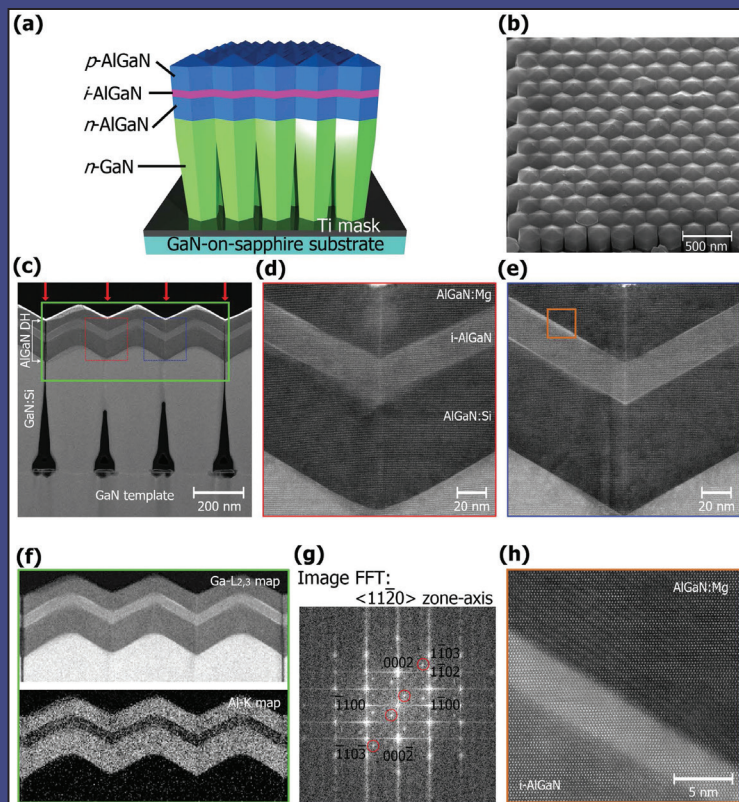 (a)
p-AlGaN
i-AlGaN
n-AlGaN
n-GaN
Ti mask
GaN-on-sapphire substrate
(b)
500 nm
(c)
AlGaN DH
GaN:Si
GaN template
200 nm
(d)
AlGaN:Mg
i-AlGaN
AlGaN:Si
20 nm
(e)
20 nm
(f)
Ga-L2,3 map
Al-K map
(g)
Image FFT:
<112̄0> zone-axis
0002
11̄03
11̄02
1̄100
11̄00
1̄103̄
0002̄
(h)
AlGaN:Mg
i-AlGaN
5 nm